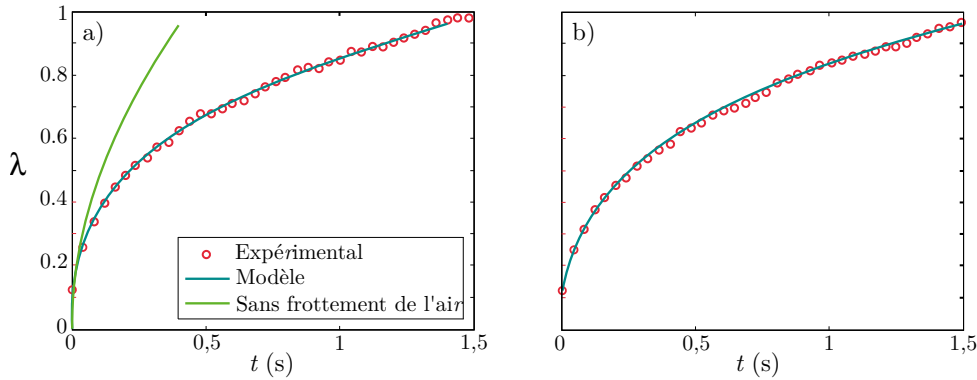 a)
b)
1
0.8
0.6
λ
0.4
0.2
0
Expérimental
Modèle
Sans frottement de l'air
0 0,5 1 1,5
t (s)
0 0,5 1 1,5
t (s)